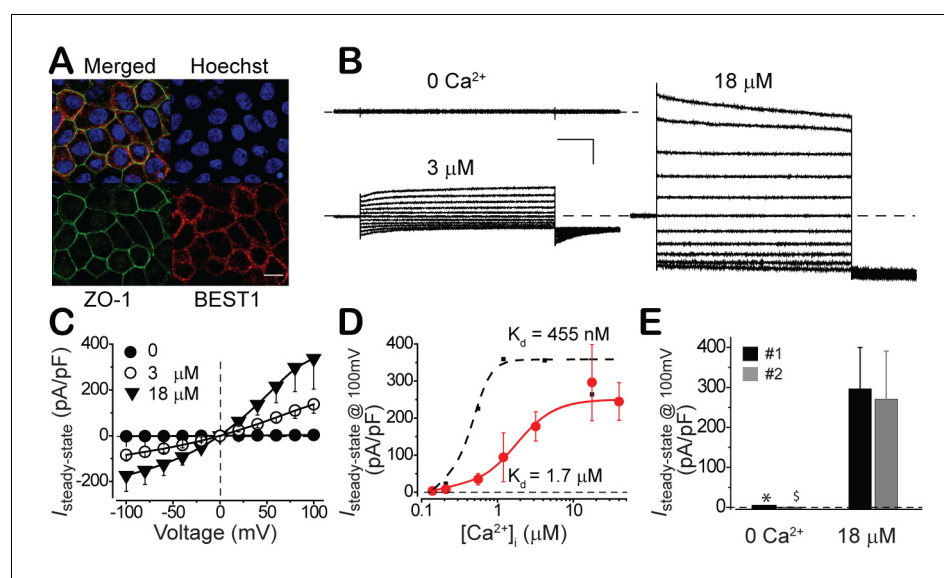 A
Merged
Hoechst
ZO-1
BEST1
B
0 Ca²⁺
18 μM
3 μM
C
400
200
0
-200
-100
-50
0
50
100
0
3 μM
18 μM
I steady-state (pA/pF)
Voltage (mV)
D
Kd = 455 nM
Kd = 1.7 μM
400
300
200
100
0
0.1
1
10
I steady-state @ 100mV
(pA/pF)
[Ca²⁺]i (μM)
E
#1
#2
400
300
200
100
0
* $
0 Ca²⁺
18 μM
I steady-state @ 100mV
(pA/pF)